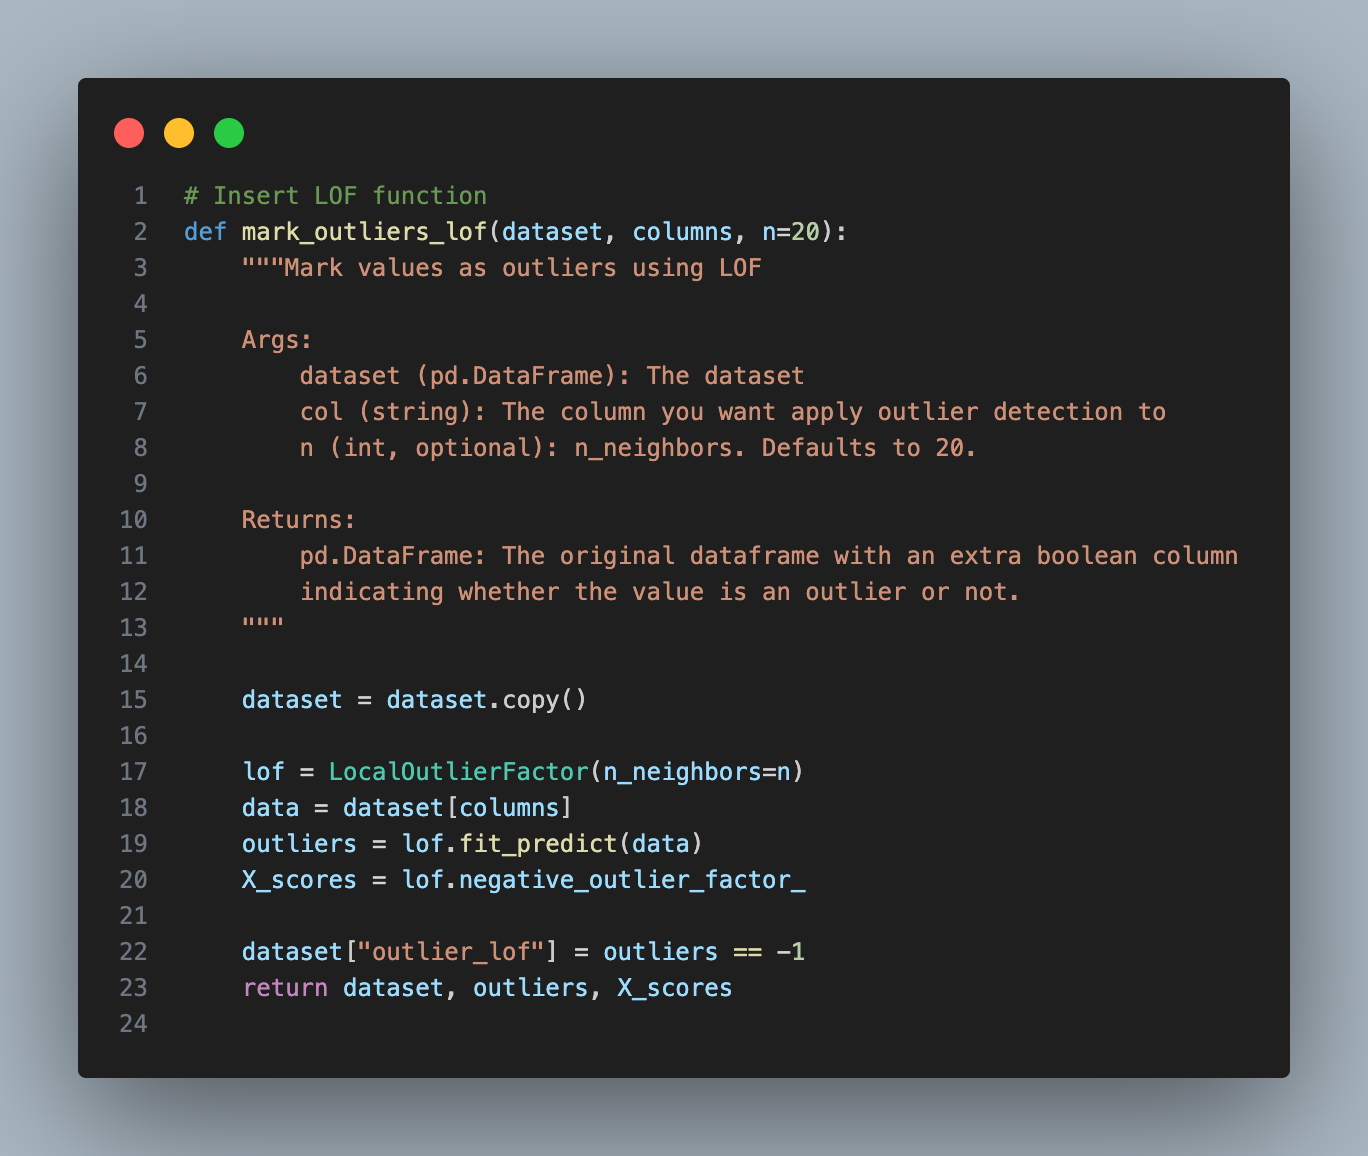 1 # Insert LOF function
2 def mark_outliers_lof(dataset, columns, n=20):
3     """Mark values as outliers using LOF
4
5     Args:
6         dataset (pd.DataFrame): The dataset
7         col (string): The column you want apply outlier detection to
8         n (int, optional): n_neighbors. Defaults to 20.
9
10     Returns:
11         pd.DataFrame: The original dataframe with an extra boolean column
12         indicating whether the value is an outlier or not.
13     """
14
15     dataset = dataset.copy()
16
17     lof = LocalOutlierFactor(n_neighbors=n)
18     data = dataset[columns]
19     outliers = lof.fit_predict(data)
20     X_scores = lof.negative_outlier_factor_
21
22     dataset["outlier_lof"] = outliers == -1
23     return dataset, outliers, X_scores
24